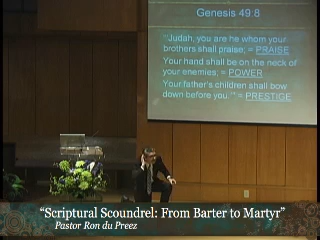 Genesis 49:8
"Judah, you are he whom your
brothers shall praise; = PRAISE
Your hand shall be on the neck of
your enemies; = POWER
Your father's children shall bow
down before you." = PRESTIGE
"Scriptural Scoundrel: From Barter to Martyr"
Pastor Ron du Preez